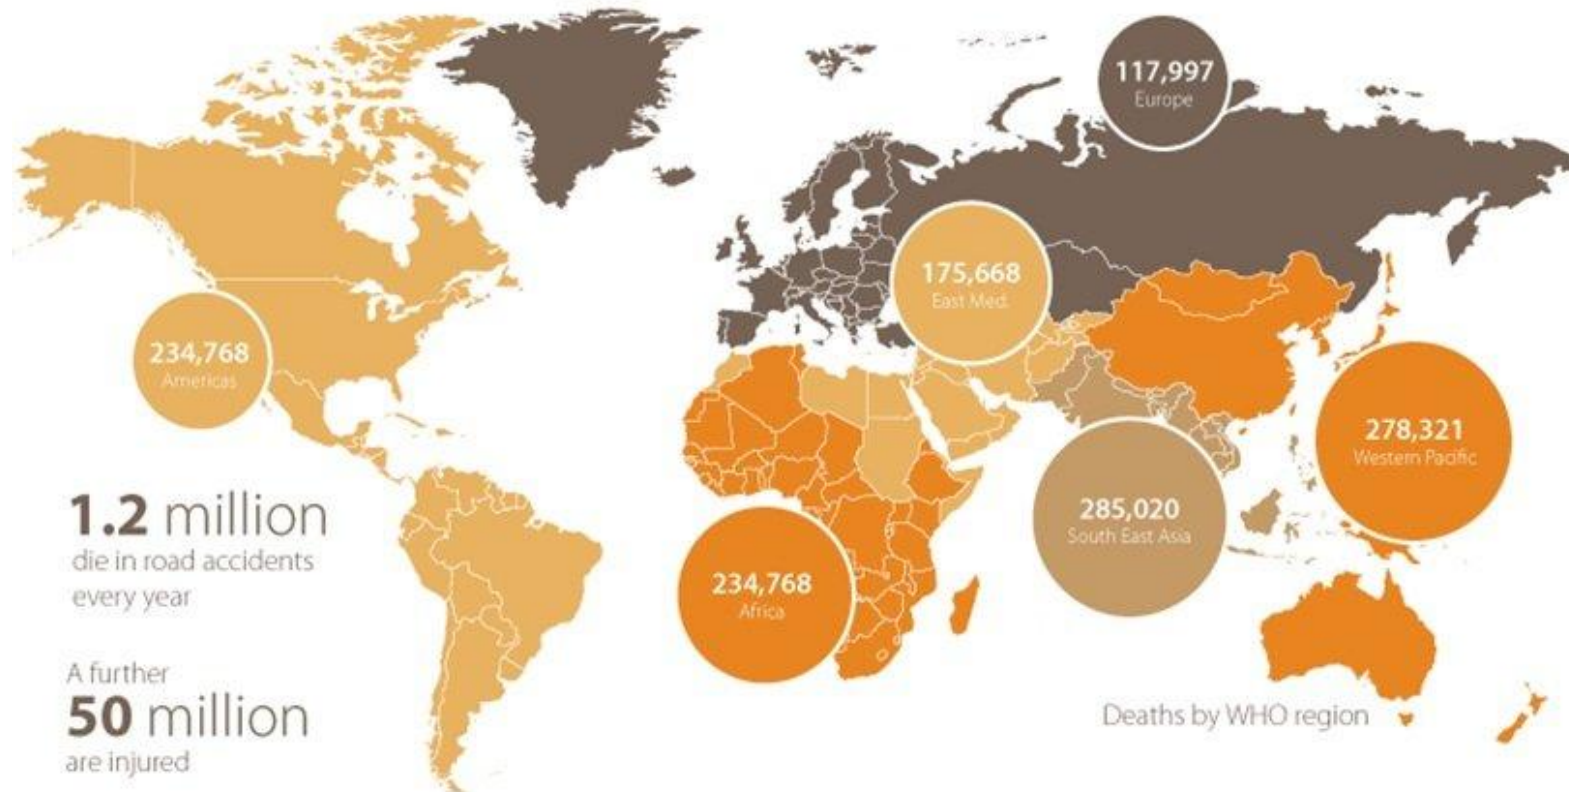 117,997
Europe
175,668
East Med.
234,768
Americas
278,321
Western Pacific
285,020
South East Asia
234,768
Africa
1.2 million
die in road accidents
every year
A further
50 million
are injured
Deaths by WHO region